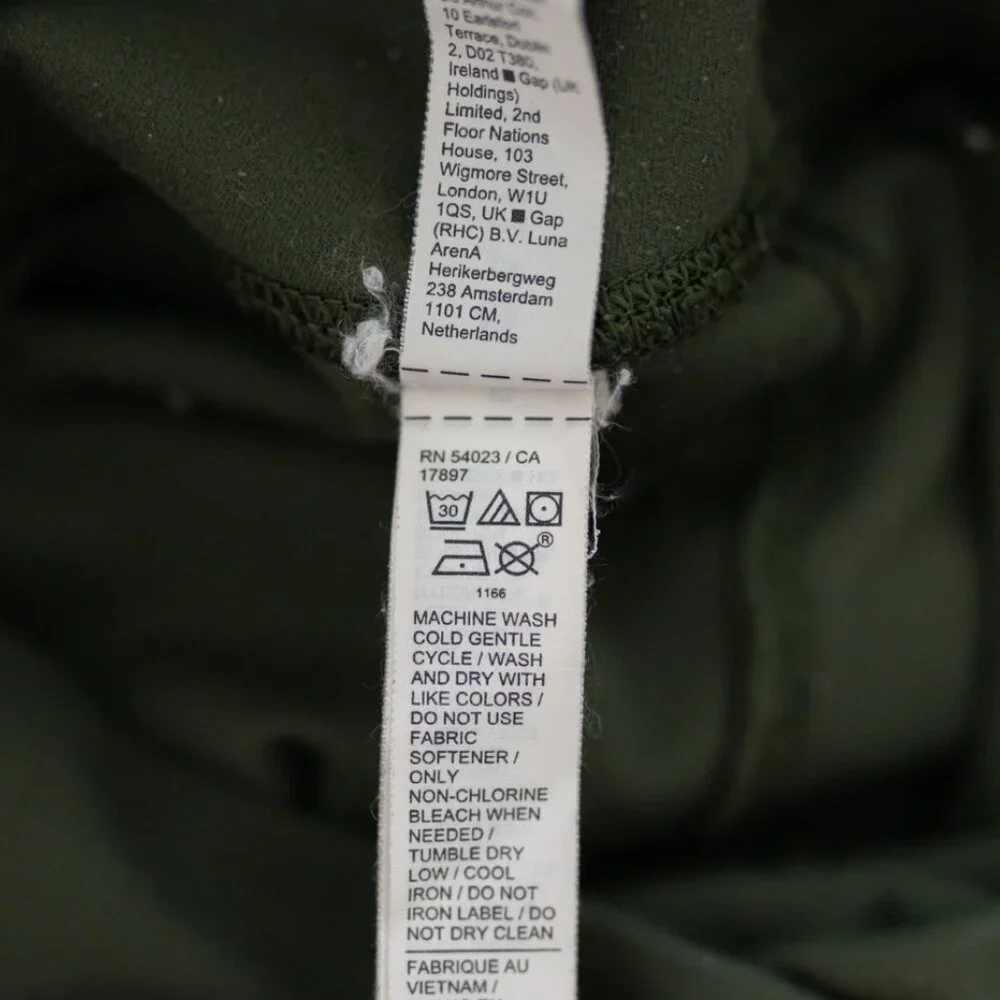 10 Earlsfort
Terrace, Dublin
2, D02 T380,
Ireland ■ Gap (UK
Holdings)
Limited, 2nd
Floor Nations
House, 103
Wigmore Street,
London, W1U
1QS, UK ■ Gap
(RHC) B.V. Luna
ArenA
Herikerbergweg
238 Amsterdam
1101 CM,
Netherlands
RN 54023 / CA
17897
30
®
1166
MACHINE WASH
COLD GENTLE
CYCLE / WASH
AND DRY WITH
LIKE COLORS /
DO NOT USE
FABRIC
SOFTENER /
ONLY
NON-CHLORINE
BLEACH WHEN
NEEDED /
TUMBLE DRY
LOW / COOL
IRON / DO NOT
IRON LABEL / DO
NOT DRY CLEAN
FABRIQUE AU
VIETNAM /